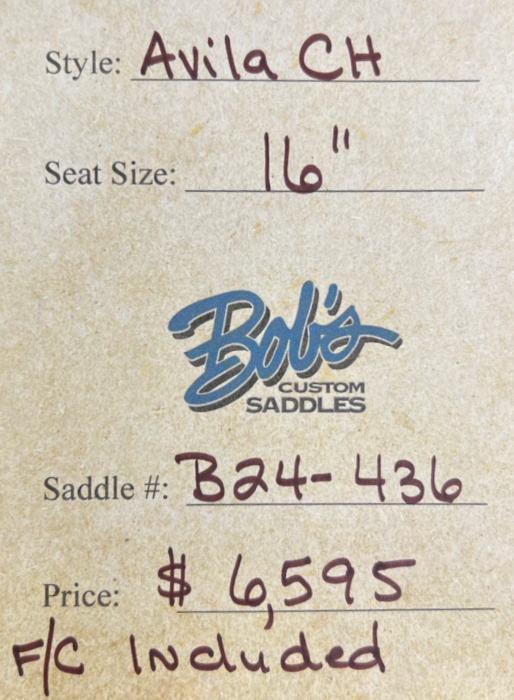 Style: Avila CH
Seat Size: 16"
Bob's
CUSTOM
SADDLES
Saddle #: B24-436
Price: $ 6,595
F/C Included